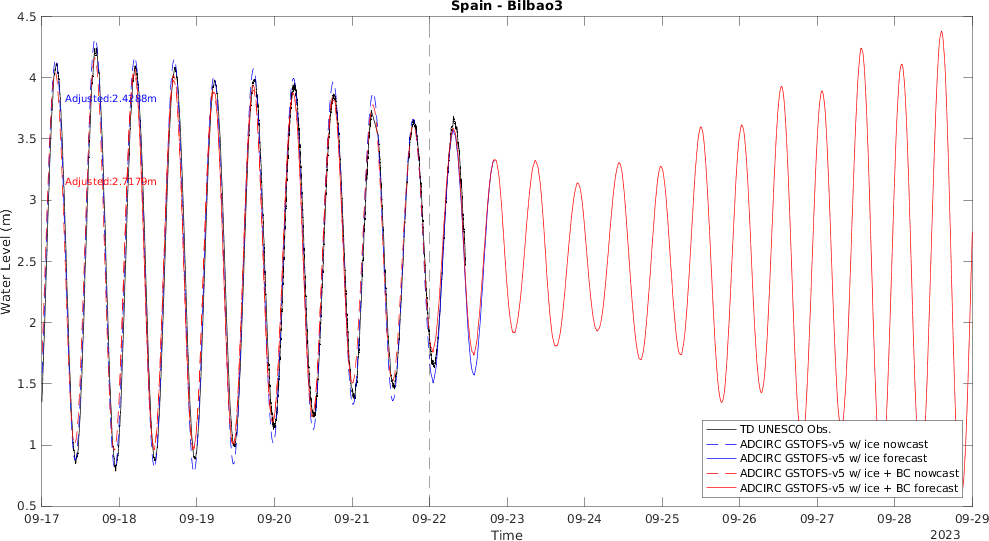 Spain - Bilbao3
4.5
4
3.5
3
2.5
2
1.5
1
0.5
Water Level (m)
Adjusted:2.4288m
Adjusted:2.7179m
TD UNESCO Obs.
ADCIRC GSTOFS-v5 w/ ice nowcast
ADCIRC GSTOFS-v5 w/ ice forecast
ADCIRC GSTOFS-v5 w/ ice + BC nowcast
ADCIRC GSTOFS-v5 w/ ice + BC forecast
09-17 09-18 09-19 09-20 09-21 09-22 09-23 09-24 09-25 09-26 09-27 09-28 09-29
Time
2023